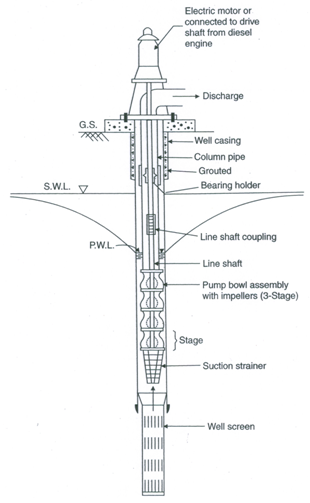 Electric motor or
connected to drive
shaft from diesel
engine
Discharge
G.S.
Well casing
Column pipe
Grouted
S.W.L.
Bearing holder
Line shaft coupling
P.W.L.
Line shaft
Pump bowl assembly
with impellers (3-Stage)
Stage
Suction strainer
Well screen